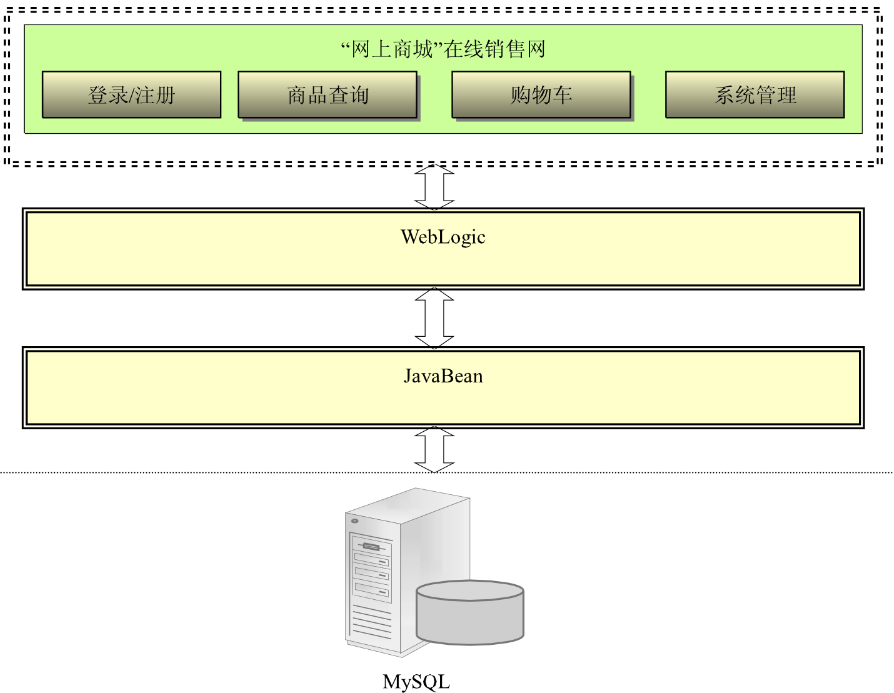 “网上商城”在线销售网
登录/注册
商品查询
购物车
系统管理
WebLogic
JavaBean
MySQL